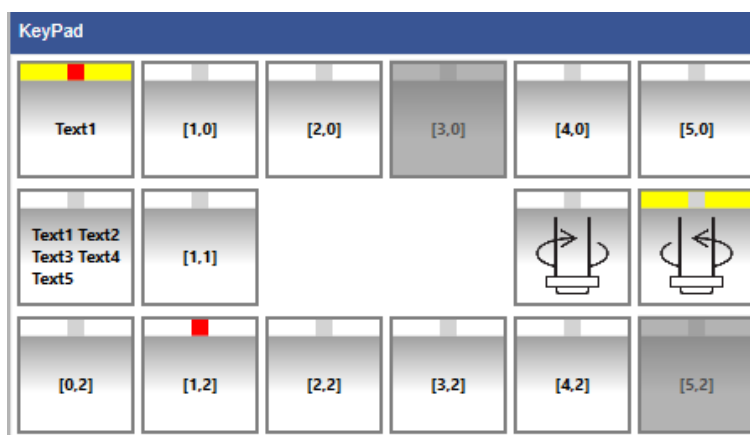 KeyPad
Text1
[1,0]
[2,0]
[3,0]
[4,0]
[5,0]
Text1 Text2
Text3 Text4
Text5
[1,1]
[0,2]
[1,2]
[2,2]
[3,2]
[4,2]
[5,2]